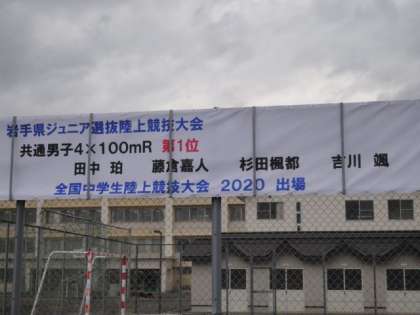 岩手県ジュニア選抜陸上競技大会
共通男子4×100mR 第1位
田中 珀 藤倉嘉人 杉田楓都 吉川 颯
全国中学生陸上競技大会 2020 出場